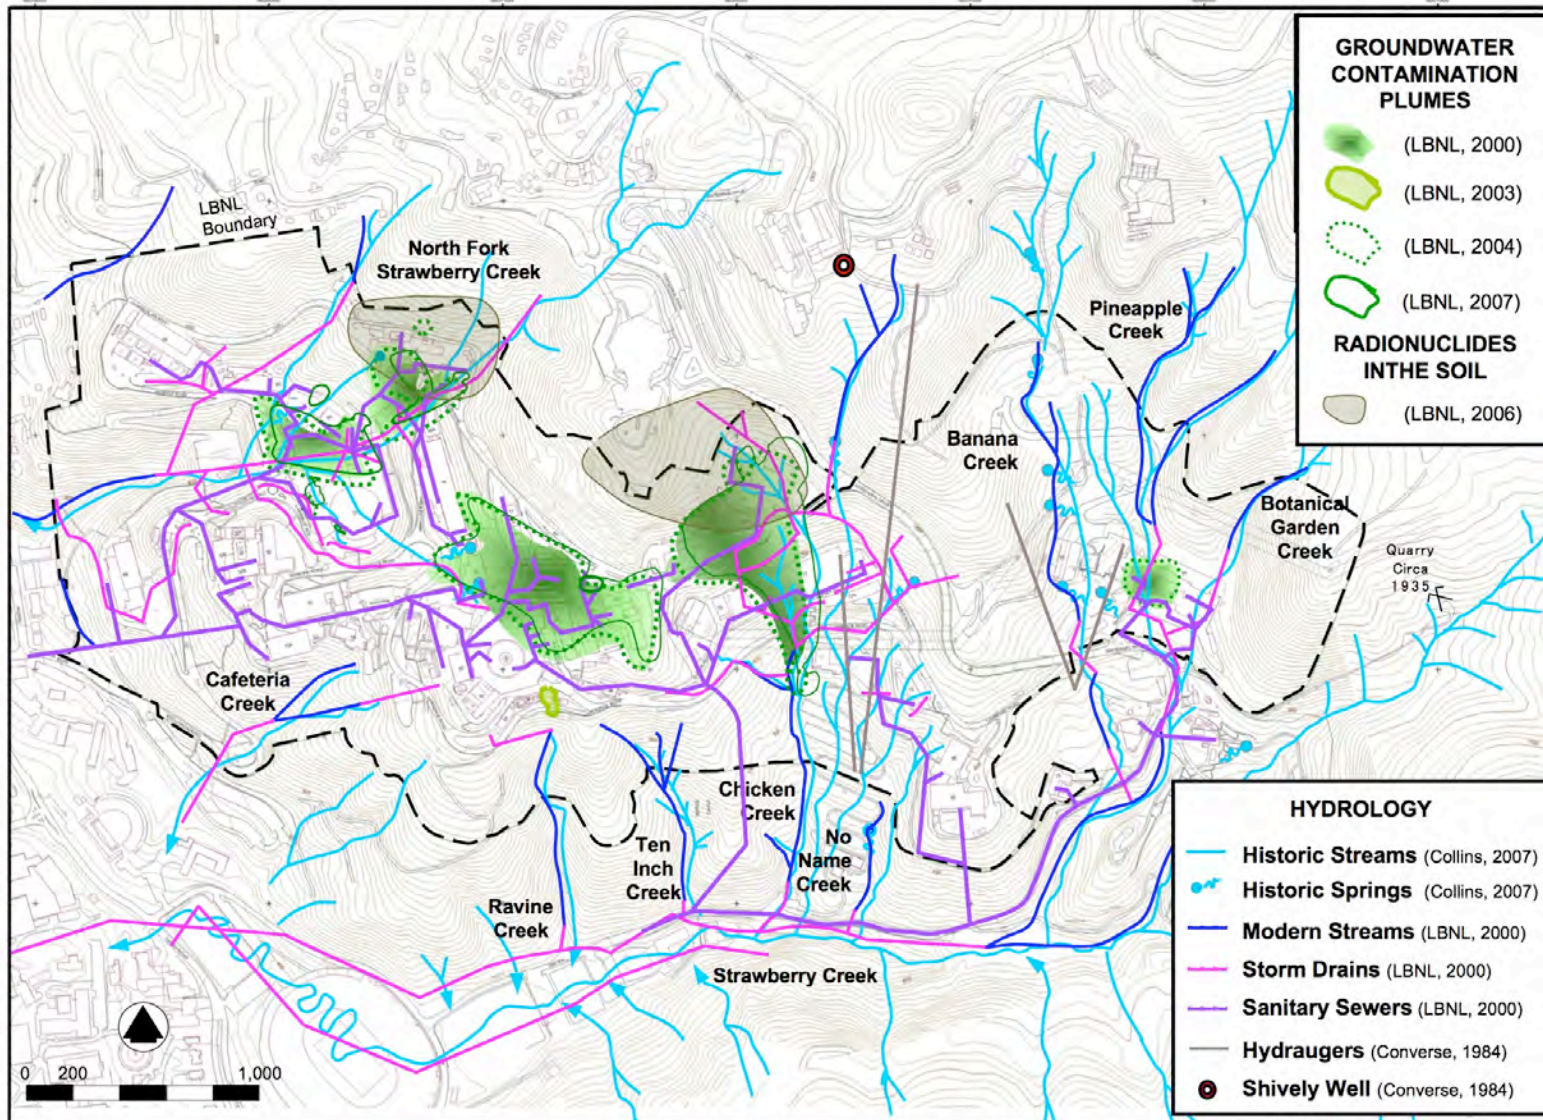 GROUNDWATER
CONTAMINATION
PLUMES
(LBNL, 2000)
(LBNL, 2003)
(LBNL, 2004)
(LBNL, 2007)
RADIONUCLIDES
INTHE SOIL
(LBNL, 2006)
LBNL
Boundary
North Fork
Strawberry Creek
Pineapple
Creek
Banana
Creek
Botanical
Garden
Creek
Quarry
Circa
1935
Cafeteria
Creek
Chicken
Creek
Ten
Inch
Creek
No
Name
Creek
Ravine
Creek
Strawberry Creek
0 200 1,000
HYDROLOGY
Historic Streams (Collins, 2007)
Historic Springs (Collins, 2007)
Modern Streams (LBNL, 2000)
Storm Drains (LBNL, 2000)
Sanitary Sewers (LBNL, 2000)
Hydraugers (Converse, 1984)
Shively Well (Converse, 1984)